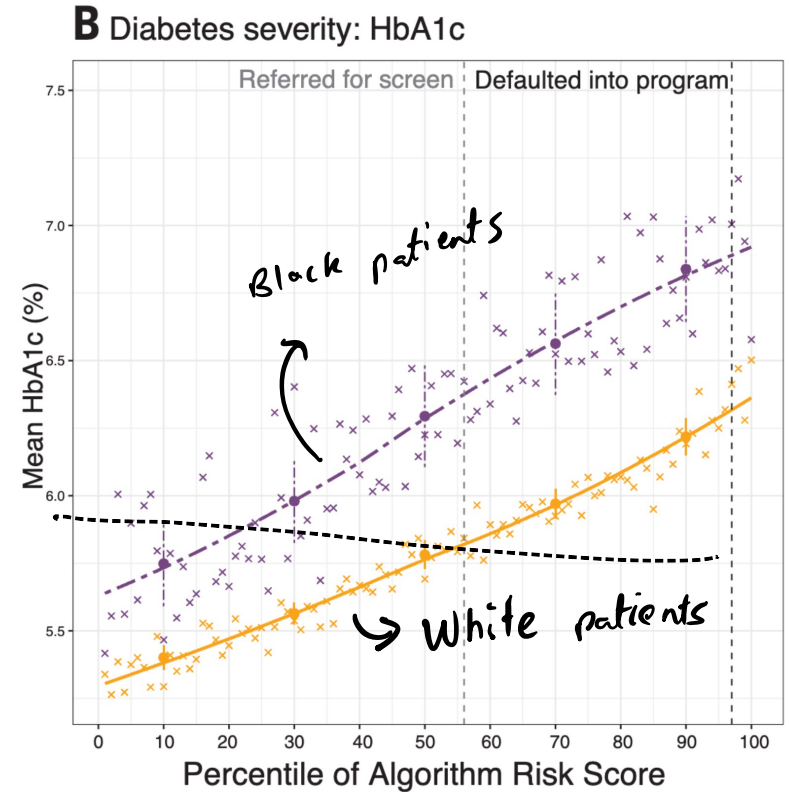 B Diabetes severity: HbA1c
Referred for screen
Defaulted into program
Mean HbA1c (%)
7.5
7.0
6.5
6.0
5.5
Black patients
White patients
0 10 20 30 40 50 60 70 80 90 100
Percentile of Algorithm Risk Score